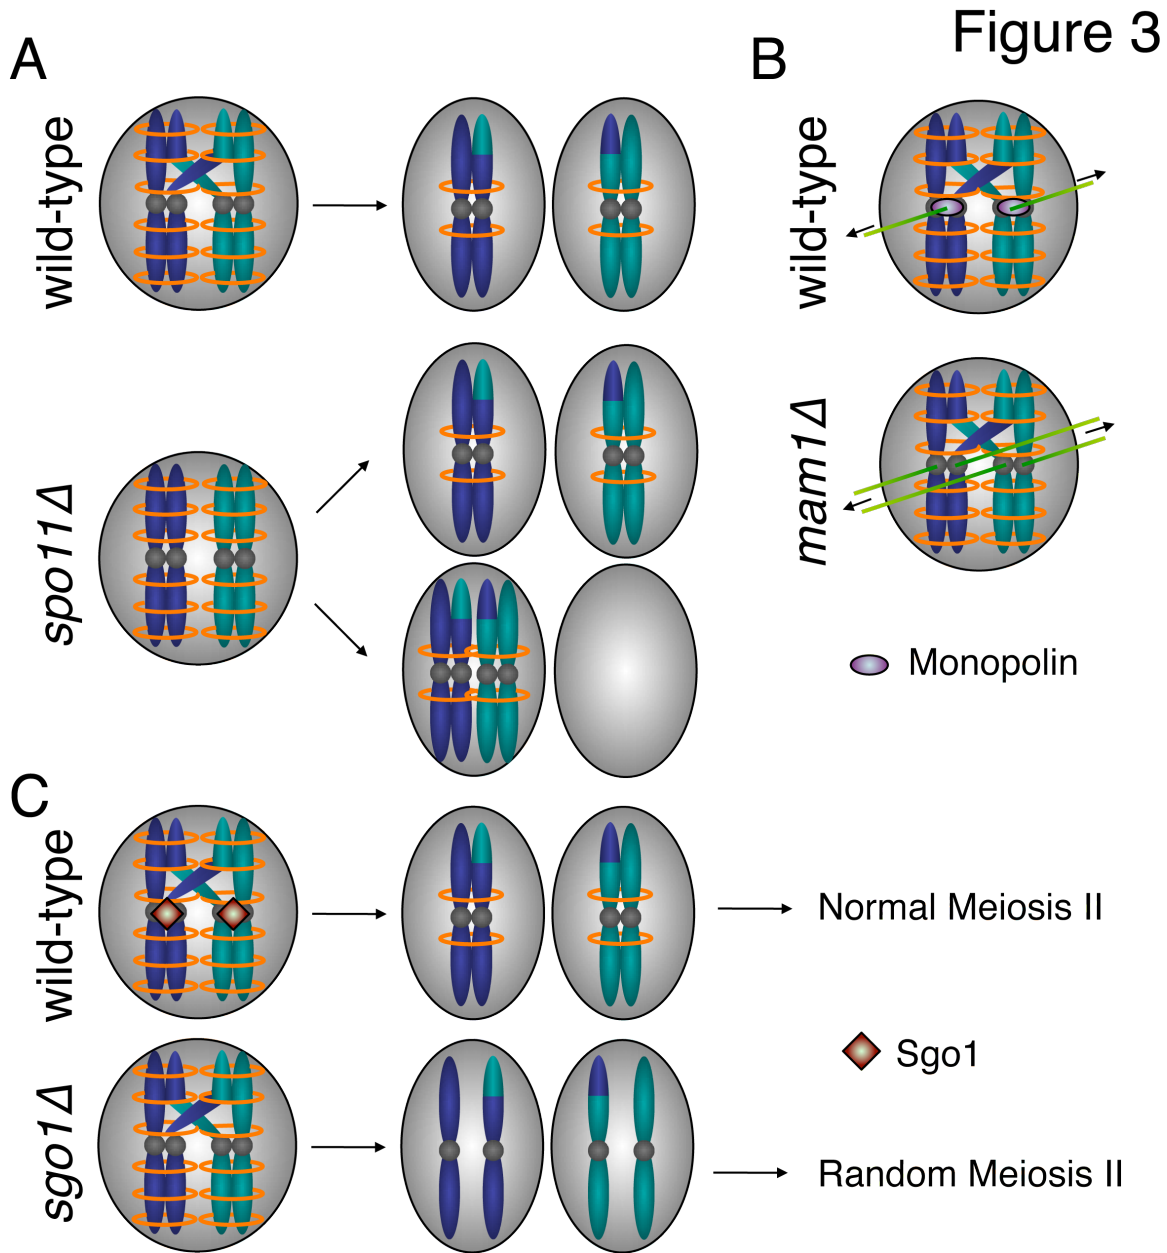 Figure 3
A
wild-type
spo11Δ
B
wild-type
mam1Δ
Monopolin
C
wild-type
Normal Meiosis II
Sgo1
sgo1Δ
Random Meiosis II